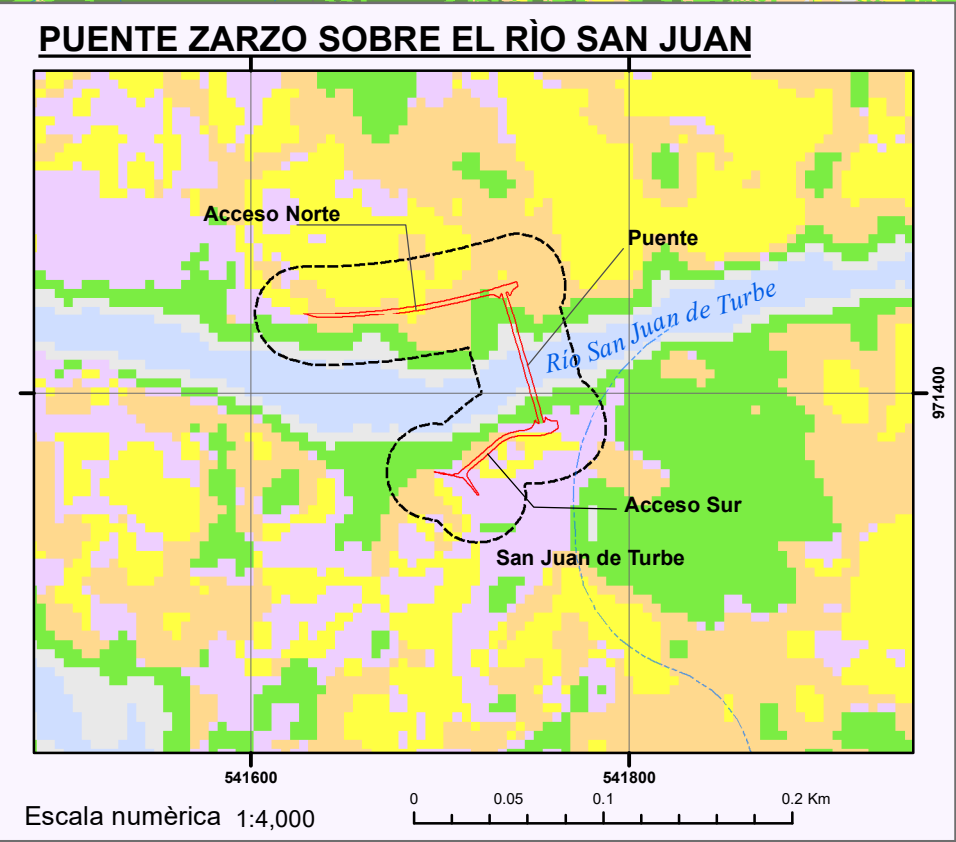 PUENTE ZARZO SOBRE EL RÌO SAN JUAN
Acceso Norte
Puente
Río San Juan de Turbe
971400
Acceso Sur
San Juan de Turbe
541600
541800
Escala numèrica 1:4,000
0 0.05 0.1 0.2 Km